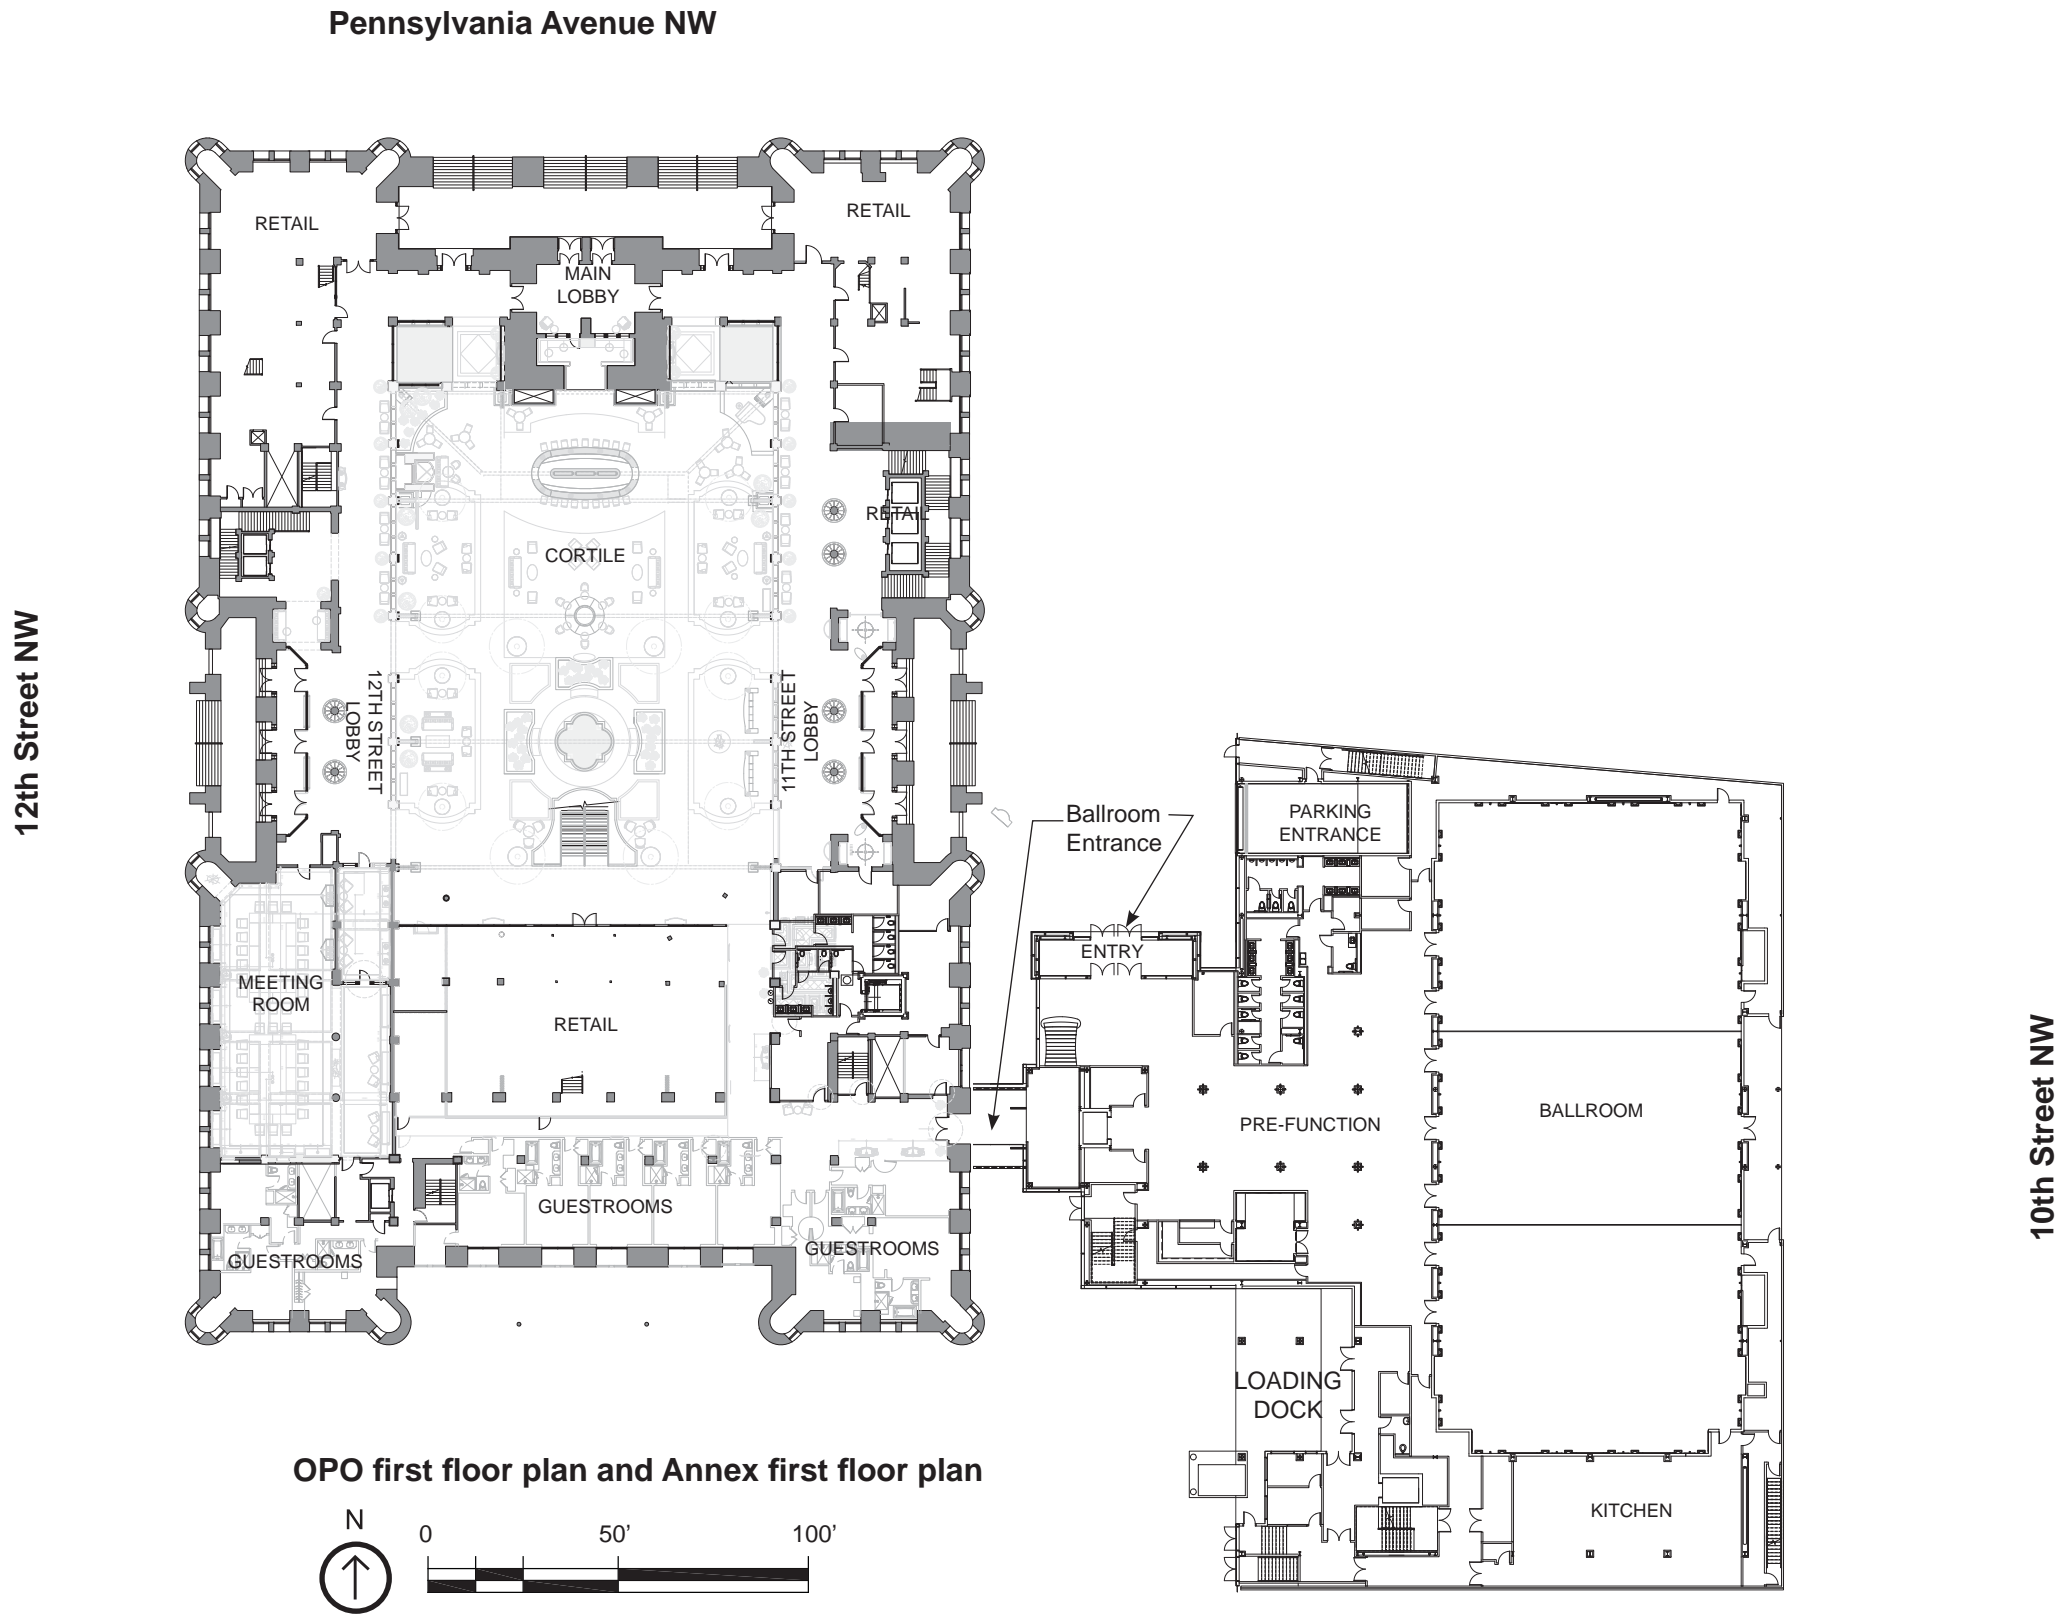 Pennsylvania Avenue NW
RETAIL
RETAIL
MAIN
LOBBY
RETAIL
CORTILE
12th Street NW
12TH STREET
LOBBY
11TH STREET
LOBBY
Ballroom
Entrance
PARKING
ENTRANCE
ENTRY
MEETING
ROOM
RETAIL
BALLROOM
PRE-FUNCTION
10th Street NW
GUESTROOMS
GUESTROOMS
GUESTROOMS
LOADING
DOCK
OPO first floor plan and Annex first floor plan
KITCHEN
N
0
50’
100’